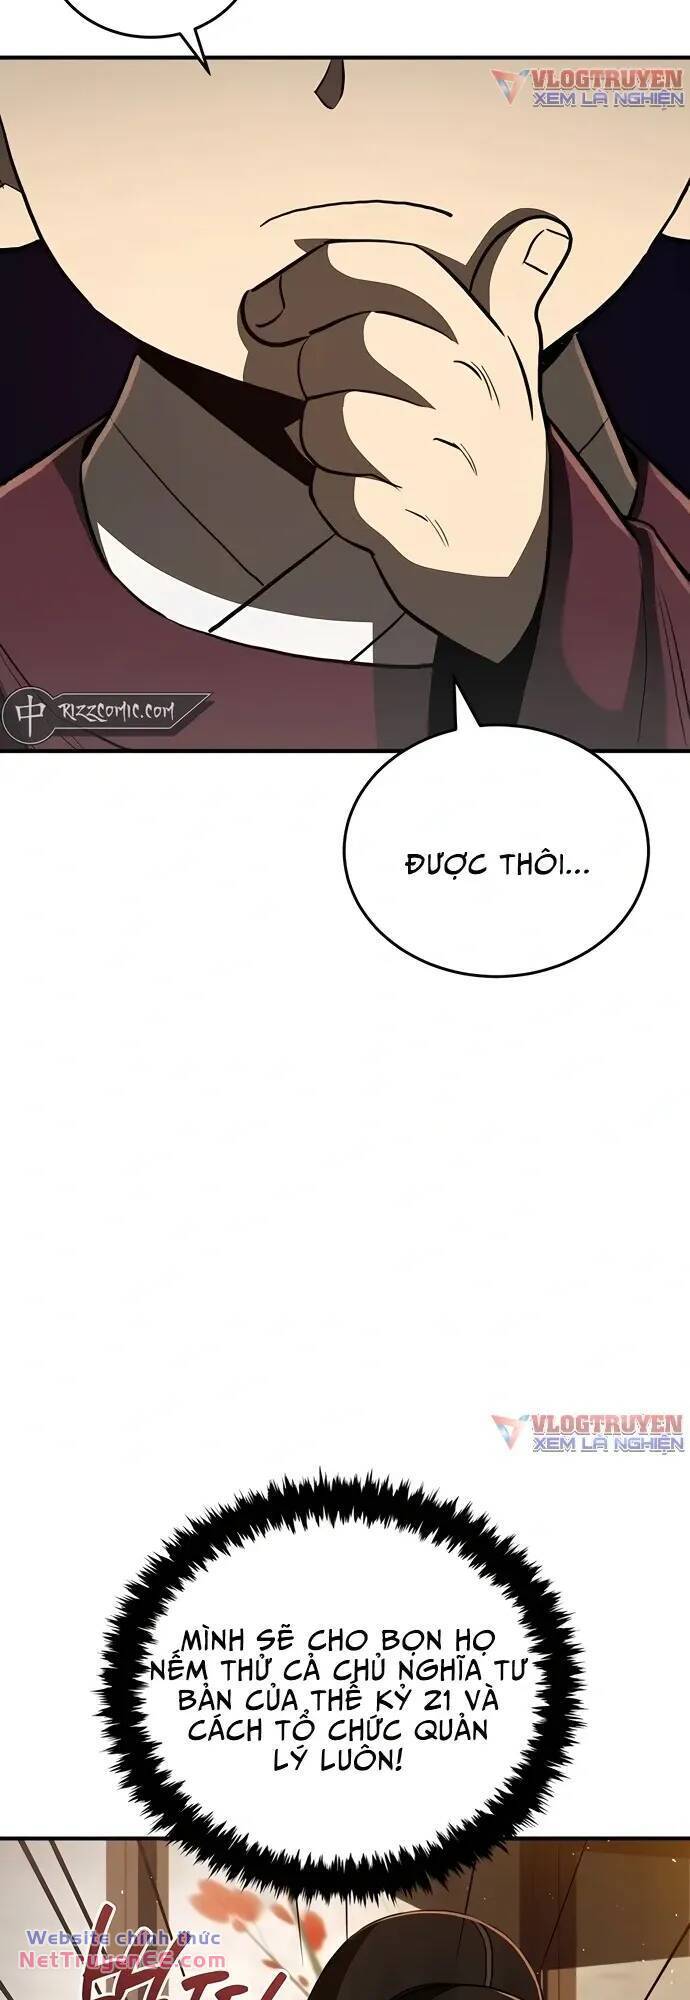 VLOGTRUYEN
XEM LÀ NGHIỆN
中 RIZZCOMIC.COM
ĐƯỢC THÔI...
VLOGTRUYEN
XEM LÀ NGHIỆN
MÌNH SẼ CHO BỌN HỌ
NẾM THỬ CẢ CHỦ NGHĨA TƯ
BẢN CỦA THẾ KỶ 21 VÀ
CÁCH TỔ CHỨC QUẢN
LÝ LUÔN!
Website chính thức
NetTruyenEE.com